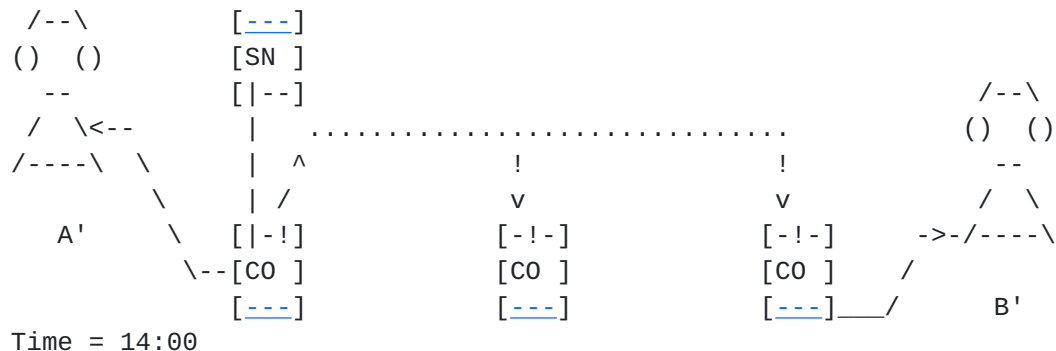 /--\        [---]
()  ()       [SN ]
  --         [|--]                                           /--\
 /  \<--       |   ...............................          ()  ()
/----\  \      |  ^             !                !            --
         \     | /              v                v           /  \
   A'     \   [|-!]           [-!-]            [-!-]     ->-/----\
           \--[CO ]           [CO ]            [CO ]    /
              [---]           [---]            [---]___/      B'
Time = 14:00